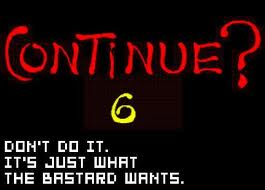 CONTINUE?
6
DON'T DO IT.
IT'S JUST WHAT
THE BASTARD WANTS.